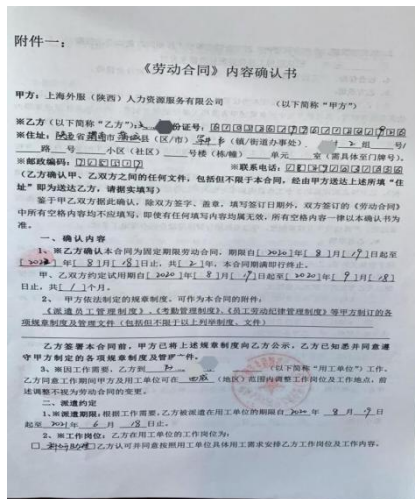 附件一：
《劳动合同》内容确认书
甲方：上海外服（陕西）人力资源服务有限公司 （以下简称“甲方”）
※乙方（以下简称“乙方”）： 份证号：
※住址：陕西省渭南市 县（区/市） （镇/街道办事处） 2组 号/
路 号 小区（社区） 号楼（栋/幢） 单元 室（需具体至门牌号）。
※邮政编码： ※联系电话：
（乙方确认甲、乙双方之间的任何文件，包括但不限于本合同，经由甲方送达上述所填“住
址”即为送达乙方，请据实填写）
鉴于甲乙双方据此确认，除双方签字、盖章，填写签订日期外，双方签订的《劳动合同》
中所有空格内容均不应填写，即使有任何填写内容均属无效，所有空格内容一律以本确认书为
准。
一、确认内容
1、※乙方确认本合同为固定期限劳动合同，期限自[2020]年[8]月[19]日起至
[2022]年[8]月[18]日止，共[2]年，本合同期满即行终止。
甲、乙双方约定试用期自[2020]年[8]月[19]日起至[2020]年[9]月[18]
日止，共[1]个月。
2、 甲方依法制定的规章制度，可作为本合同的附件：
《派遣员工管理制度》、《考勤管理制度》、《员工劳动纪律管理制度》等甲方制订的各
项规章制度及管理文件（包括但不限于以上列举制度、文件）
乙方签署本合同前，甲方已将上述规章制度向乙方公示，乙方已知悉并同意遵
守甲方制定的各项规章制度及管理文件。
3、※因工作需要，乙方到 （以下简称“用工单位”）工作。
乙方同意工作期间甲方及用工单位可在 西安 （地区）范围内调整工作岗位及工作地点，前
述调整不视为劳动合同的变更。
二、派遣约定
1、※派遣期限：根据工作需要，乙方被派遣在用工单位的期限自 2020 年 8 月 19 日
起至 2021 年 6 月 18 日止。
2、※工作岗位：乙方在用工单位的工作岗位为：
乙方认可并同意按照用工单位具体用工需求安排乙方工作岗位及工作内容。